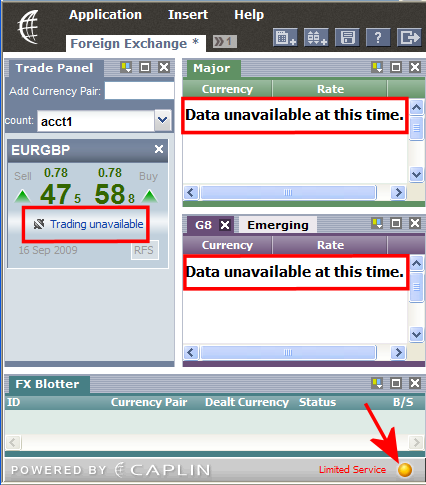 Application Insert Help
Foreign Exchange * 1
Trade Panel
Add Currency Pair:
count: acct1
EURGBP
Sell 0.78 0.78 Buy
47 5 58 8
Trading unavailable
16 Sep 2009 RFS
Major
Currency Rate
Data unavailable at this time.
G8 Emerging
Currency Rate
Data unavailable at this time.
FX Blotter
ID Currency Pair Dealt Currency Status B/S
POWERED BY CAPLIN Limited Service